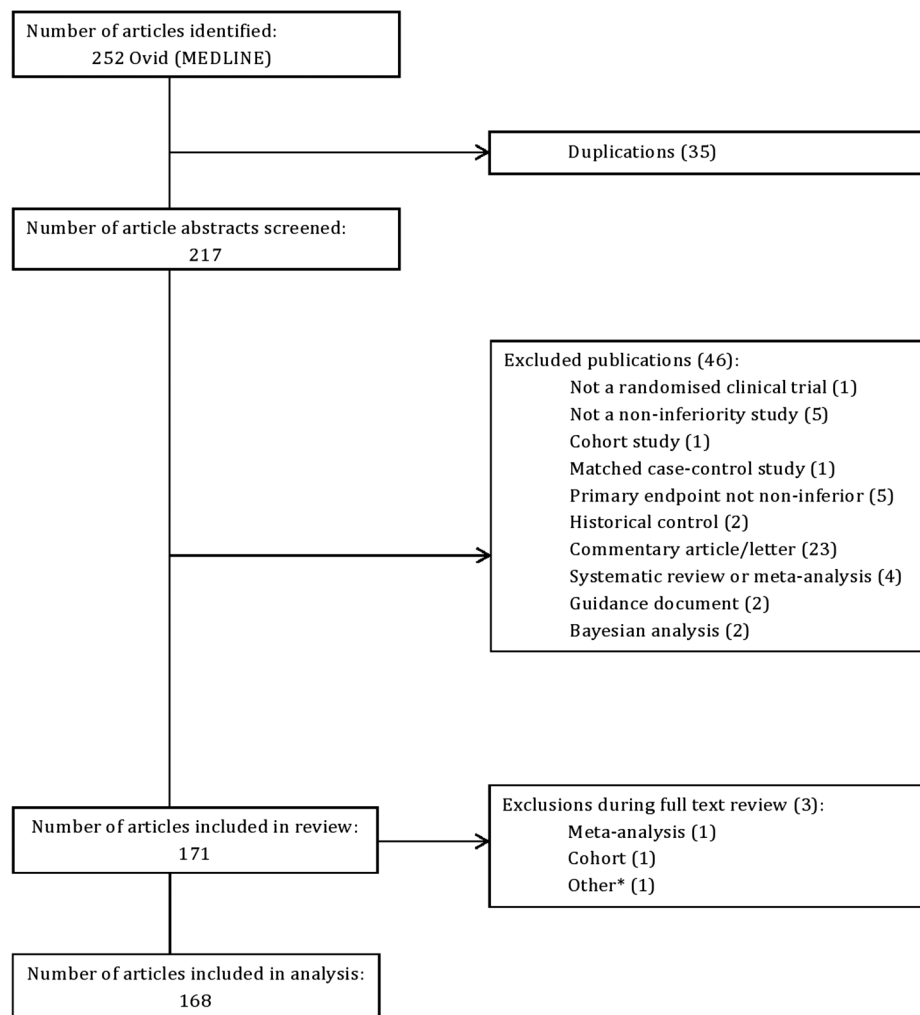 Number of articles identified:
252 Ovid (MEDLINE)
Duplications (35)
Number of article abstracts screened:
217
Excluded publications (46):
Not a randomised clinical trial (1)
Not a non-inferiority study (5)
Cohort study (1)
Matched case-control study (1)
Primary endpoint not non-inferior (5)
Historical control (2)
Commentary article/letter (23)
Systematic review or meta-analysis (4)
Guidance document (2)
Bayesian analysis (2)
Number of articles included in review:
171
Exclusions during full text review (3):
Meta-analysis (1)
Cohort (1)
Other* (1)
Number of articles included in analysis:
168